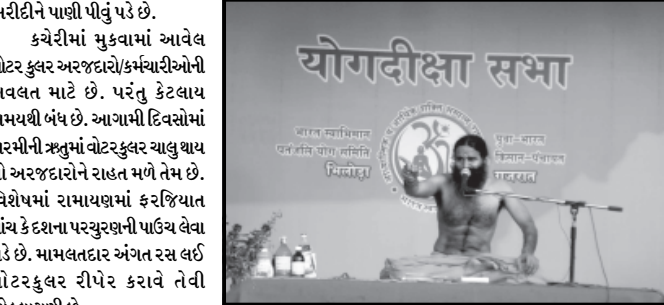 ખરીદીને પાણી પીવું પડે છે.
કચેરીમાં મુકવામાં આવેલ
વોટર કુલર અરજદારો/કર્મચારીઓની
સવલત માટે છે. પરંતુ કેટલાય
સમયથી બંધ છે. આગામી દિવસોમાં
ગરમીની ઋતુમાં વોટરકુલર ચાલુ થાય
તો અરજદારોને રાહત મળે તેમ છે.
વિશેષમાં રામાયણમાં ફરજિયાત
પાંચ કે દશના પરચુરણની પાઉચ લેવા
પડે છે. મામલતદાર અંગત રસ લઈ
વોટરકુલર રીપેર કરાવે તેવી
योगदीक्षा सभा
भारत स्वाभिमान
पतंजलि योग समिति
भिलोड़ा
युवा-भारत
किसान-पंचायत
गुजरात